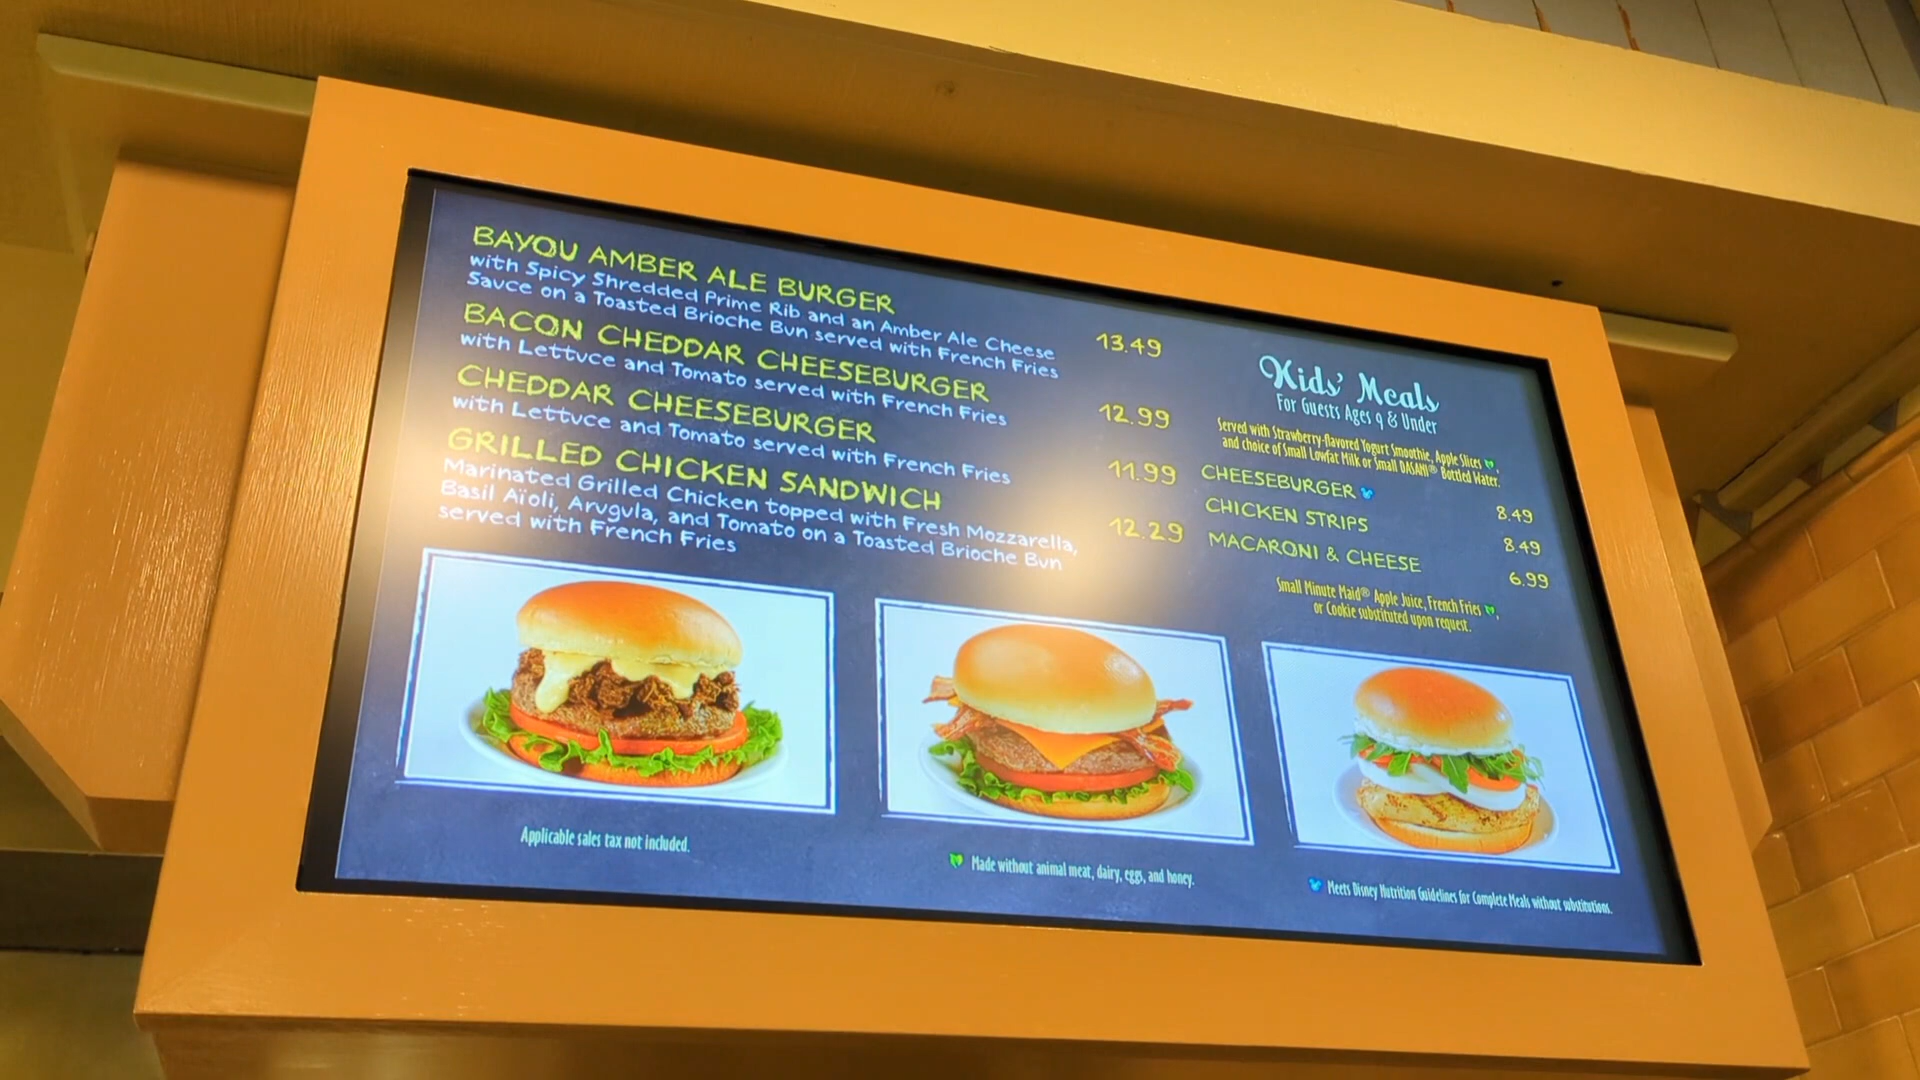 BAYOU AMBER ALE BURGER
with Spicy Shredded Prime Rib and an Amber Ale Cheese
Sauce on a Toasted Brioche Bun served with French Fries
13.49
BACON CHEDDAR CHEESEBURGER
with Lettuce and Tomato served with French Fries
12.99
CHEDDAR CHEESEBURGER
with Lettuce and Tomato served with French Fries
11.99
GRILLED CHICKEN SANDWICH
Marinated Grilled Chicken topped with Fresh Mozzarella,
Basil Aïoli, Arugula, and Tomato on a Toasted Brioche Bun
served with French Fries
12.29
Kids' Meals
For Guests Ages 9 & Under
Served with Strawberry-flavored Yogurt Smoothie, Apple Slices,
and choice of Small Lowfat Milk or Small DASANI® Bottled Water.
CHEESEBURGER 8.49
CHICKEN STRIPS 8.49
MACARONI & CHEESE 6.99
Small Minute Maid® Apple Juice, French Fries,
or Cookie substituted upon request.
Applicable sales tax not included.
Made without animal meat, dairy, eggs, and honey.
Meets Disney Nutrition Guidelines for Complete Meals without substitutions.